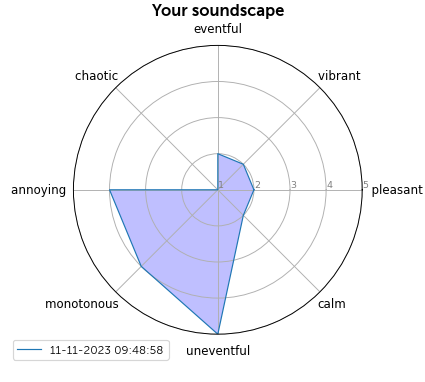 Your soundscape
eventful
chaotic
vibrant
annoying
1
2
3
4
5
pleasant
monotonous
calm
11-11-2023 09:48:58
uneventful